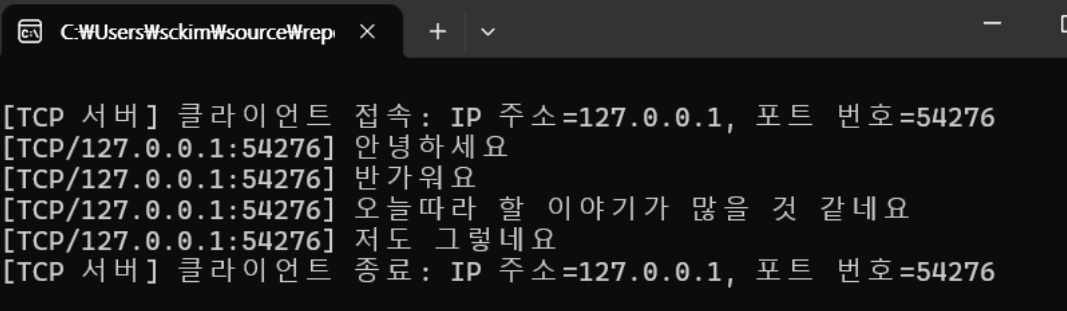 C:₩Users₩sckim₩source₩rep
[TCP 서버] 클라이언트 접속: IP 주소=127.0.0.1, 포트 번호=54276
[TCP/127.0.0.1:54276] 안녕하세요
[TCP/127.0.0.1:54276] 반가워요
[TCP/127.0.0.1:54276] 오늘따라 할 이야기가 많을 것 같네요
[TCP/127.0.0.1:54276] 저도 그렇네요
[TCP 서버] 클라이언트 종료: IP 주소=127.0.0.1, 포트 번호=54276